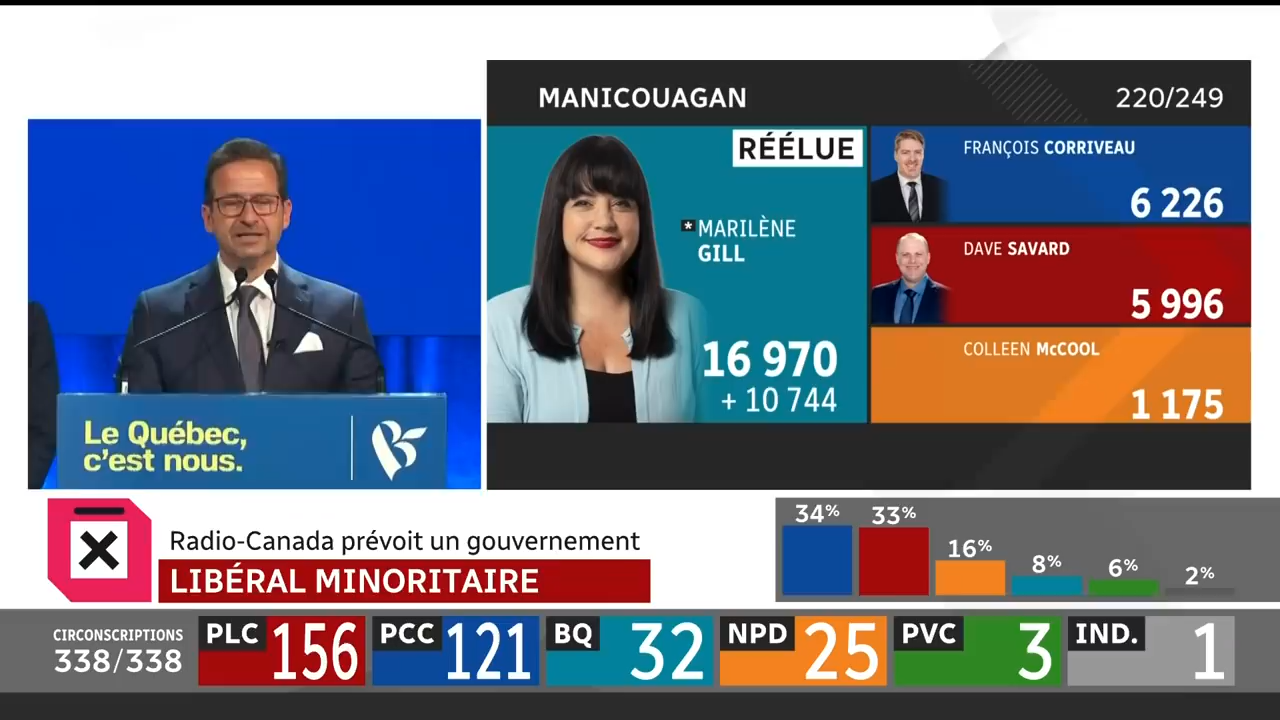 MANICOUAGAN
220/249
RÉÉLUE
* MARILÈNE
GILL
16 970
+ 10 744
FRANÇOIS CORRIVEAU
6 226
DAVE SAVARD
5 996
COLLEEN McCOOL
1 175
Le Québec,
c'est nous.
Radio-Canada prévoit un gouvernement
LIBÉRAL MINORITAIRE
34%
33%
16%
8%
6%
2%
CIRCONSCRIPTIONS
338/338
PLC 156
PCC 121
BQ 32
NPD 25
PVC 3
IND. 1